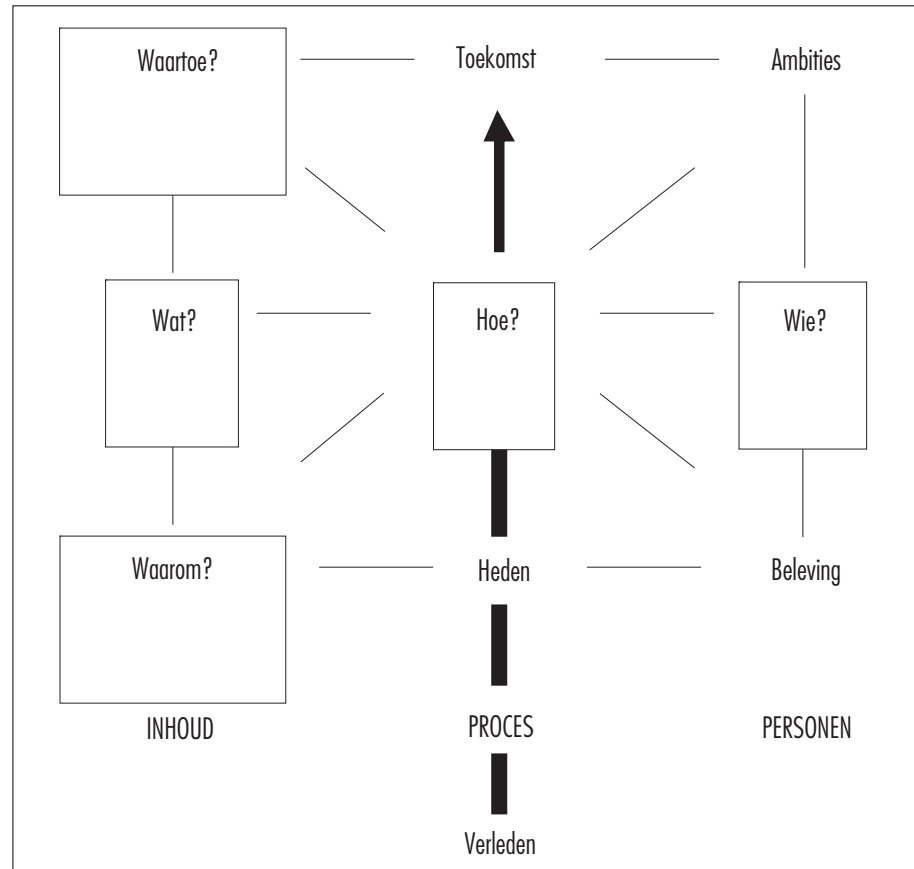 Waartoe?
Toekomst
Ambities
Wat?
Hoe?
Wie?
Waarom?
Heden
Beleving
INHOUD
PROCES
PERSONEN
Verleden